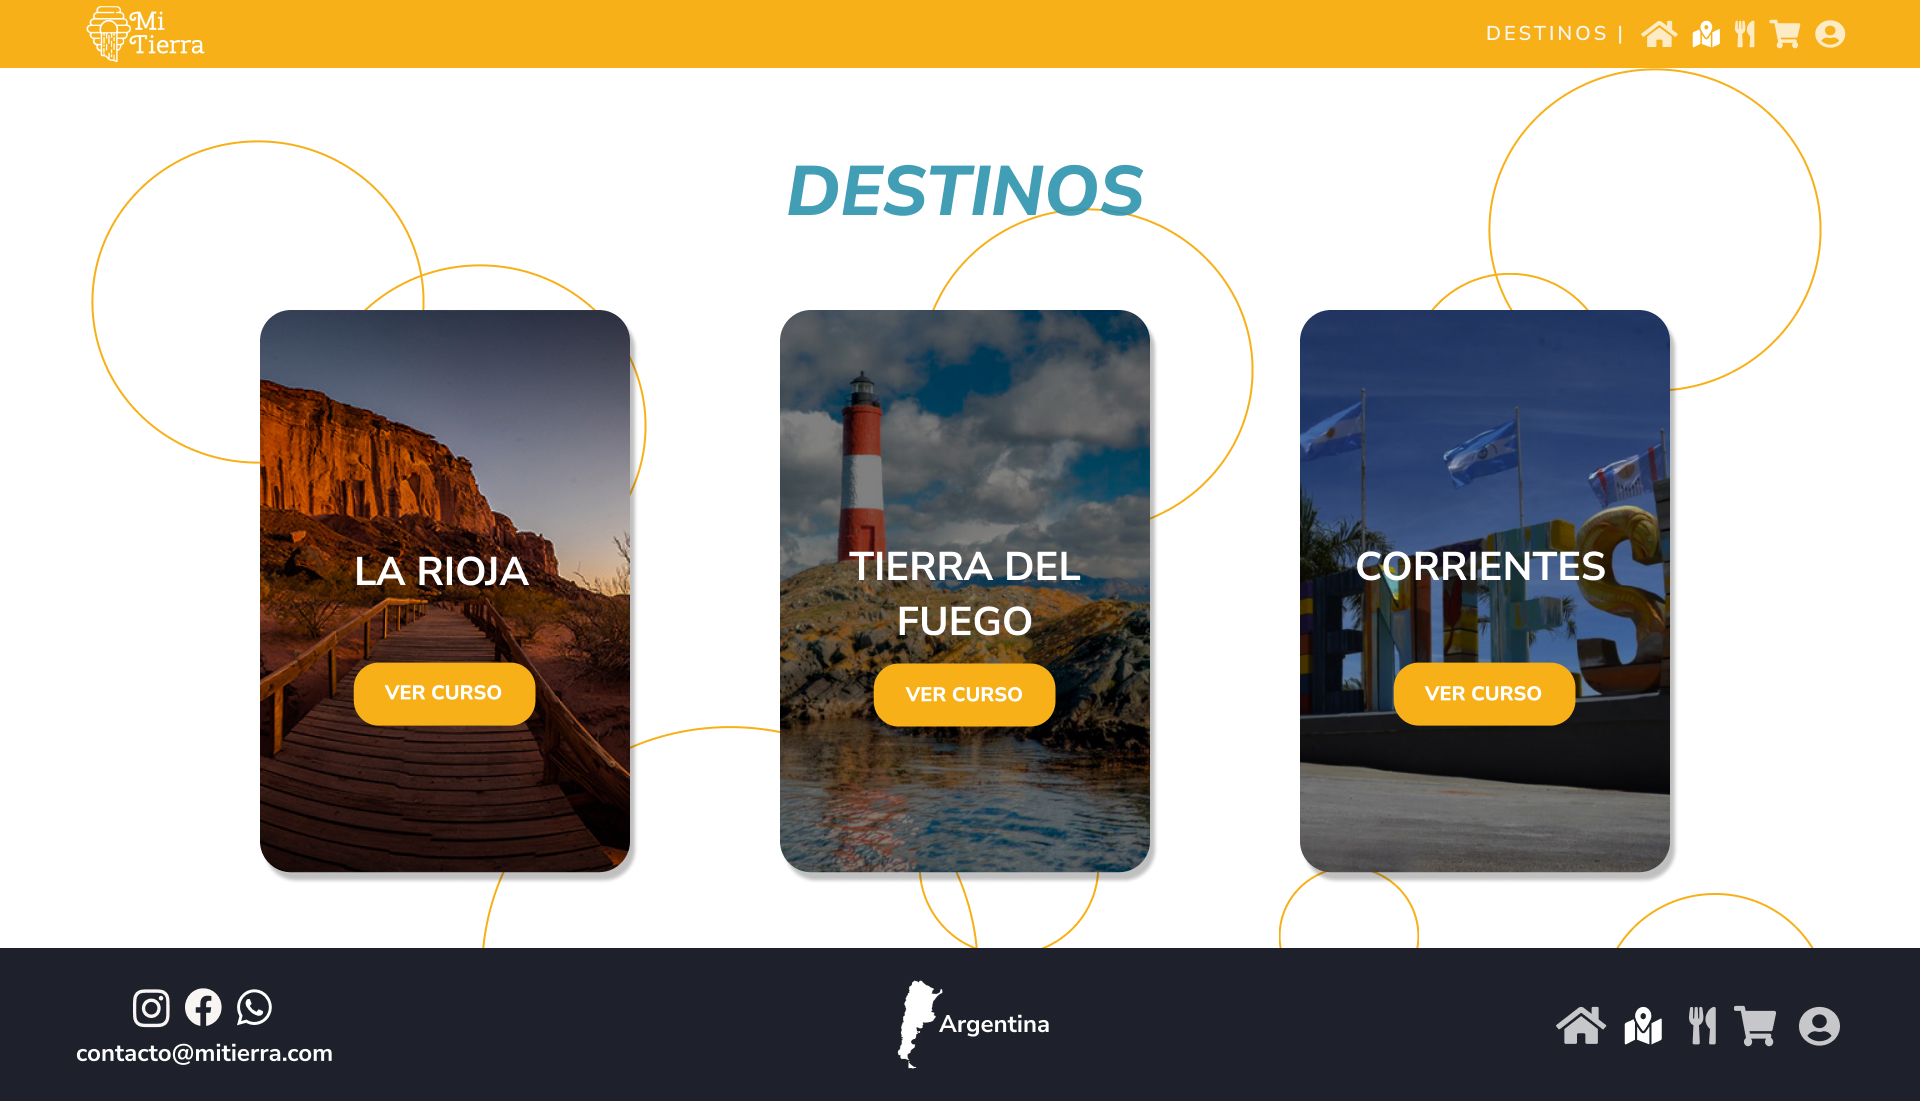 Mi
Tierra
DESTINOS |
DESTINOS
LA RIOJA
VER CURSO
TIERRA DEL
FUEGO
VER CURSO
CORRIENTES
ENTES
VER CURSO
contacto@mitierra.com
Argentina